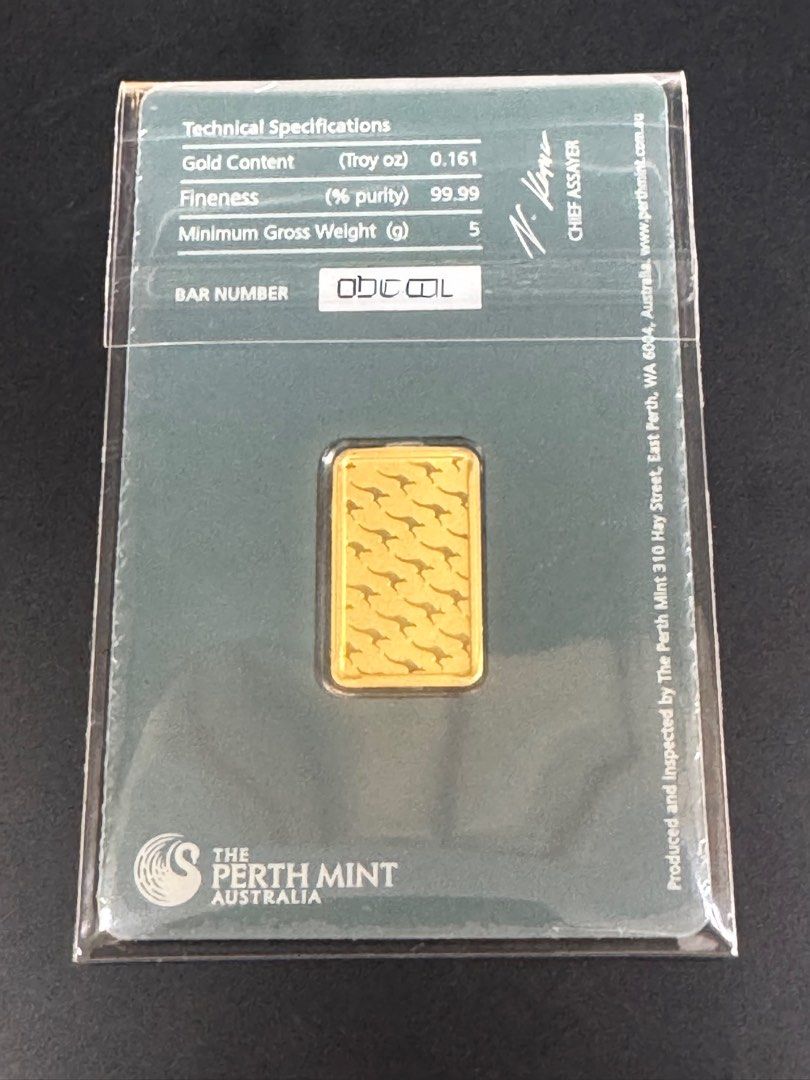 Technical Specifications
Gold Content (Troy oz) 0.161
Fineness (% purity) 99.99
Minimum Gross Weight (g) 5
BAR NUMBER
CHIEF ASSAYER
Produced and Inspected by The Perth Mint 310 Hay Street, East Perth, WA 6004, Australia. www.perthmint.com.au
THE
PERTH MINT
AUSTRALIA